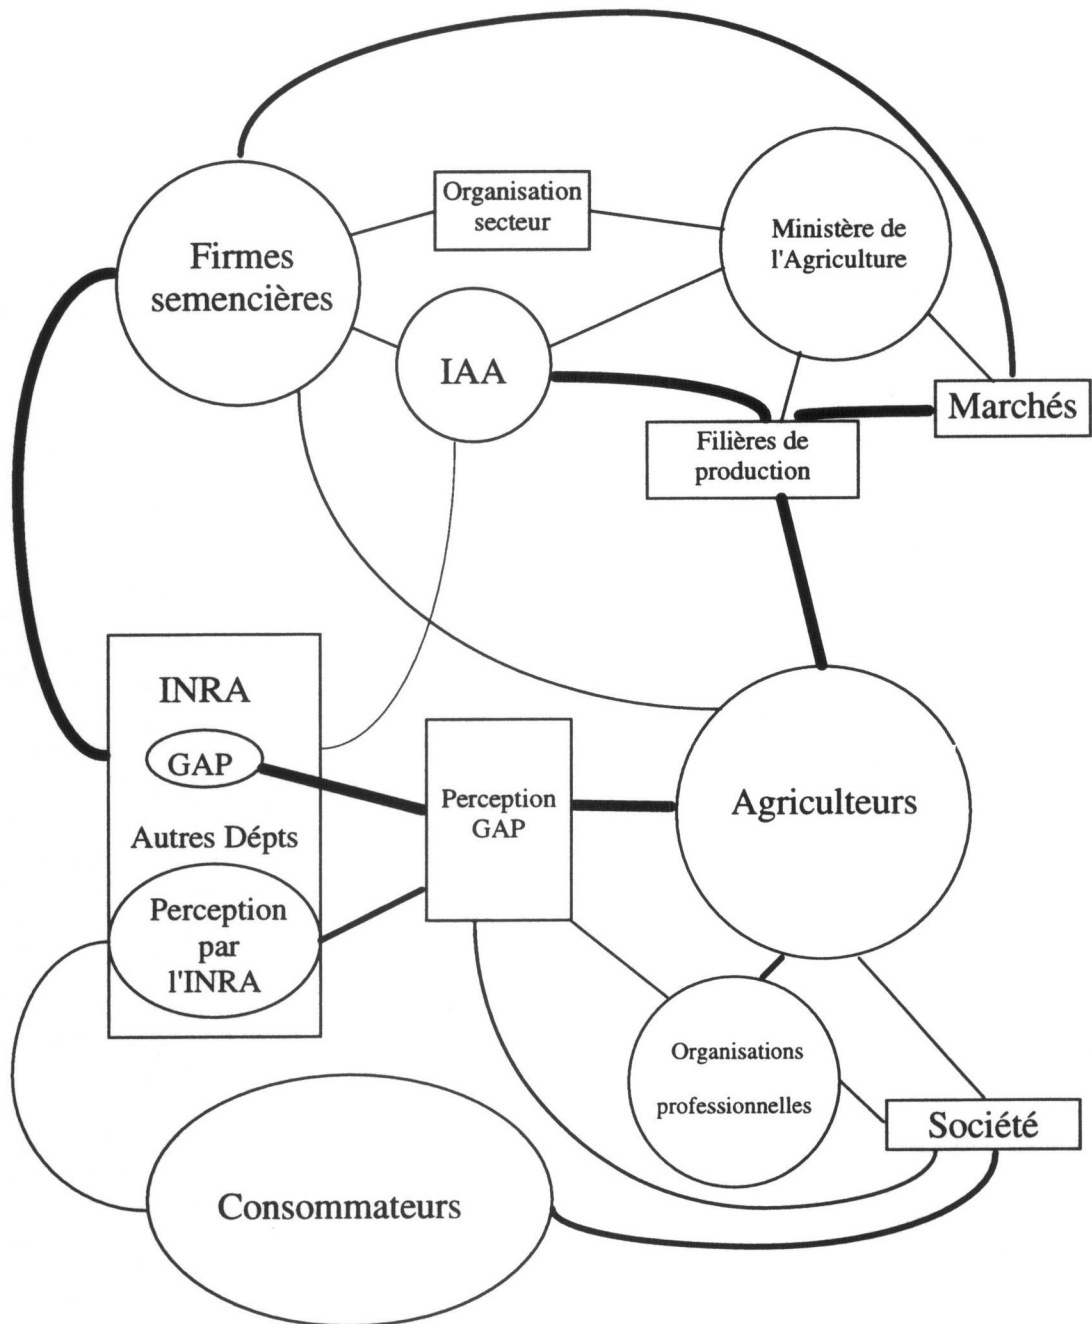 Organisation
secteur
Ministère de
l'Agriculture
Firmes
semencières
IAA
Marchés
Filières de
production
INRA
GAP
Autres Dépts
Perception
par
l'INRA
Perception
GAP
Agriculteurs
Organisations
professionnelles
Société
Consommateurs